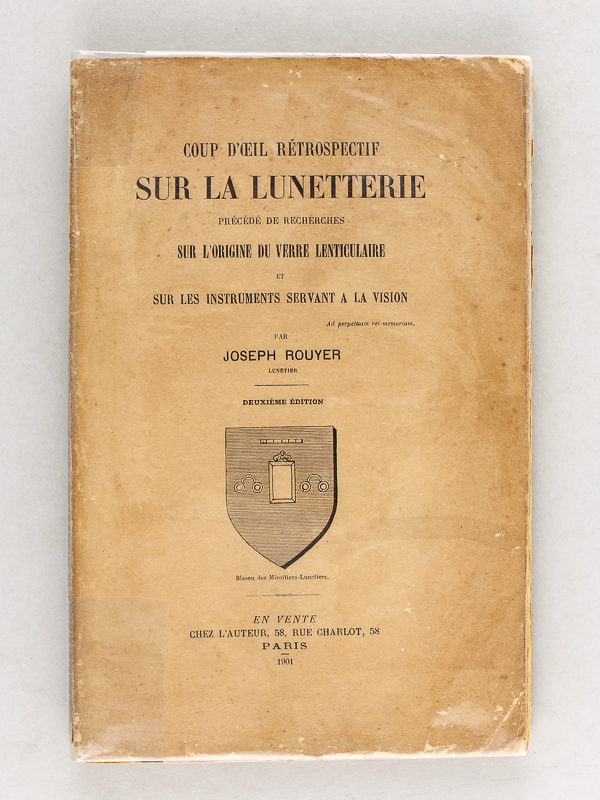 COUP D'ŒIL RÉTROSPECTIF
SUR LA LUNETTERIE
PRÉCÉDÉ DE RECHERCHES
SUR L'ORIGINE DU VERRE LENTICULAIRE
ET
SUR LES INSTRUMENTS SERVANT A LA VISION
Ad perpetuam rei memoriam.
PAR
JOSEPH ROUYER
LUNETIER
DEUXIÈME ÉDITION
Blason des Miroitiers-Lunetiers.
EN VENTE
CHEZ L'AUTEUR, 58, RUE CHARLOT, 58
PARIS
1901